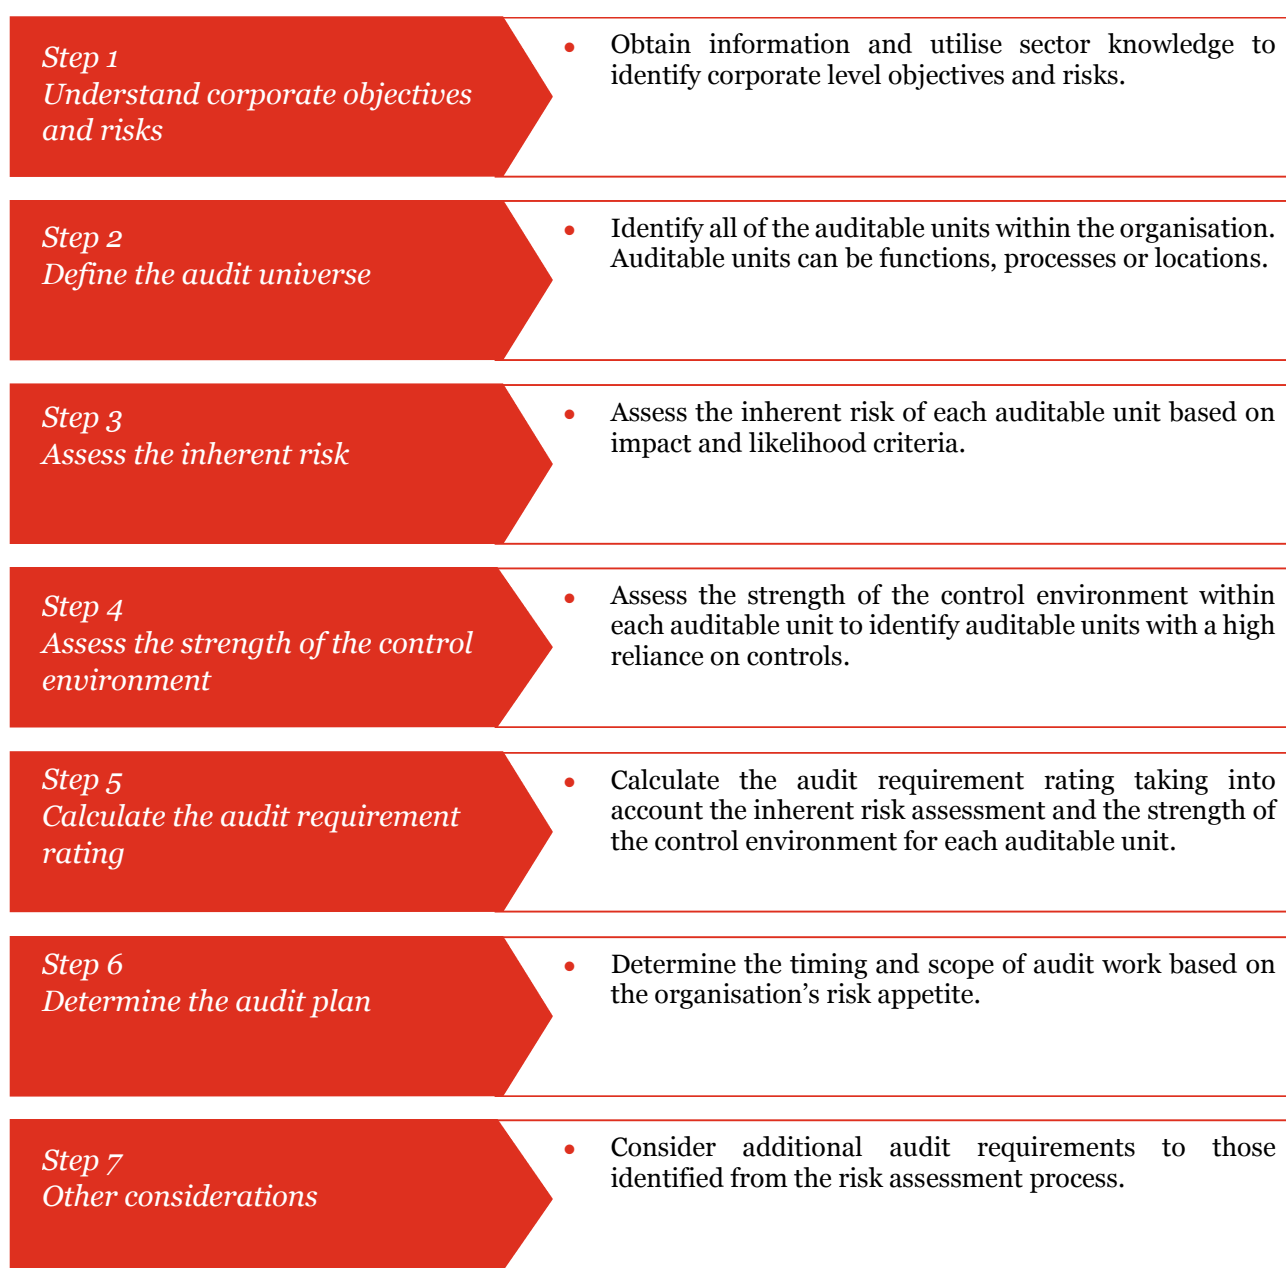 Step 1
Understand corporate objectives
and risks
• Obtain information and utilise sector knowledge to
identify corporate level objectives and risks.
Step 2
Define the audit universe
• Identify all of the auditable units within the organisation.
Auditable units can be functions, processes or locations.
Step 3
Assess the inherent risk
• Assess the inherent risk of each auditable unit based on
impact and likelihood criteria.
Step 4
Assess the strength of the control
environment
• Assess the strength of the control environment within
each auditable unit to identify auditable units with a high
reliance on controls.
Step 5
Calculate the audit requirement
rating
• Calculate the audit requirement rating taking into
account the inherent risk assessment and the strength of
the control environment for each auditable unit.
Step 6
Determine the audit plan
• Determine the timing and scope of audit work based on
the organisation’s risk appetite.
Step 7
Other considerations
• Consider additional audit requirements to those
identified from the risk assessment process.